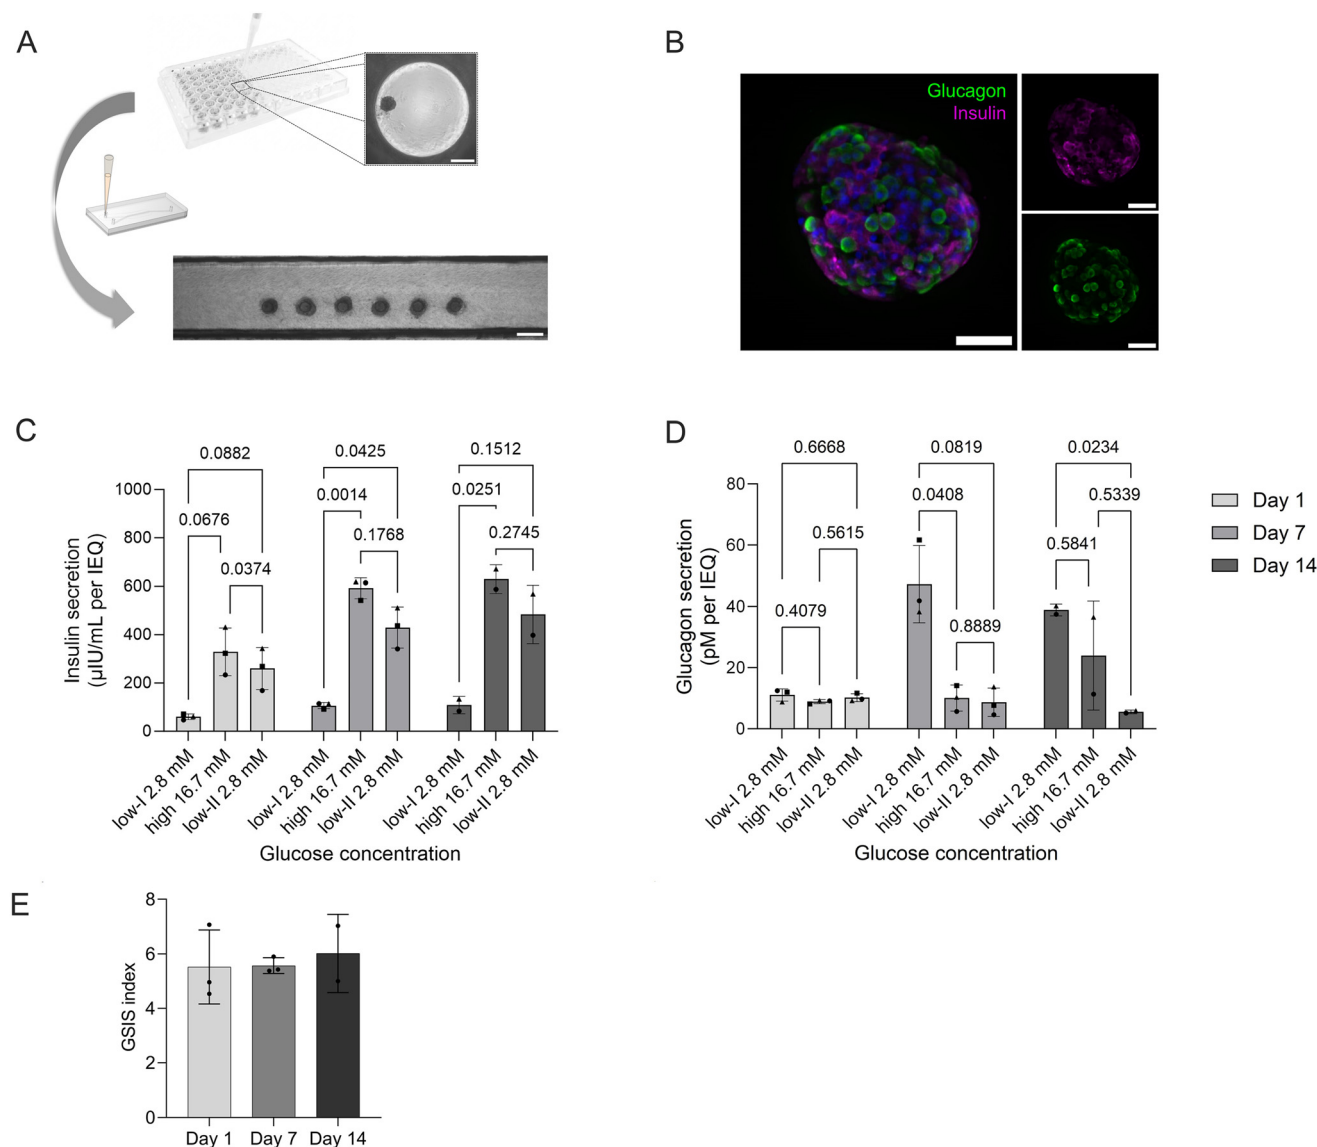 A
B
Glucagon
Insulin
C
0.0882
0.0425
0.1512
0.0676
0.0014
0.0251
0.0374
0.1768
0.2745
Insulin secretion
(µIU/mL per IEQ)
1000
800
600
400
200
0
low-I 2.8 mM
high 16.7 mM
low-II 2.8 mM
low-I 2.8 mM
high 16.7 mM
low-II 2.8 mM
low-I 2.8 mM
high 16.7 mM
low-II 2.8 mM
Glucose concentration
D
0.6668
0.0819
0.0234
0.0408
0.5339
0.5615
0.5841
0.4079
0.8889
Glucagon secretion
(pM per IEQ)
80
60
40
20
0
low-I 2.8 mM
high 16.7 mM
low-II 2.8 mM
low-I 2.8 mM
high 16.7 mM
low-II 2.8 mM
low-I 2.8 mM
high 16.7 mM
low-II 2.8 mM
Glucose concentration
Day 1
Day 7
Day 14
E
GSIS index
8
6
4
2
0
Day 1 Day 7 Day 14